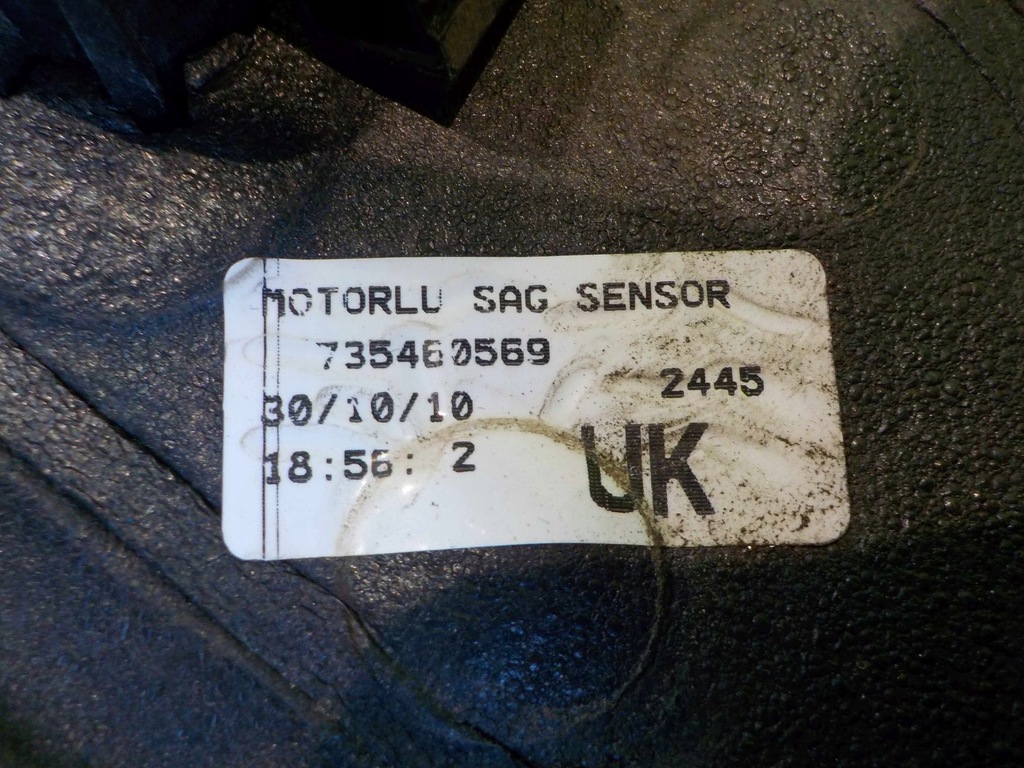 MOTORLU SAG SENSOR
735460569
2445
30/10/10
18:56: 2
UK